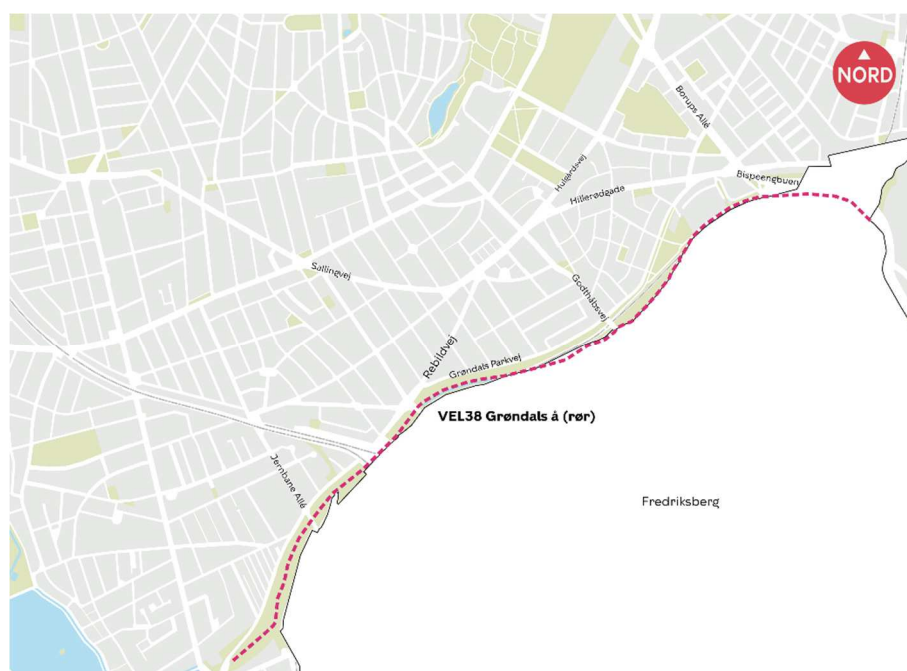 NORD
Borups Allé
Hulgårdsvej
Bispeengbuen
Hillerødgade
Sallingvej
Godthåbsvej
Rebildvej
Grøndals Parkvej
VEL38 Grøndals å (rør)
Jernbane Allé
Fredriksberg